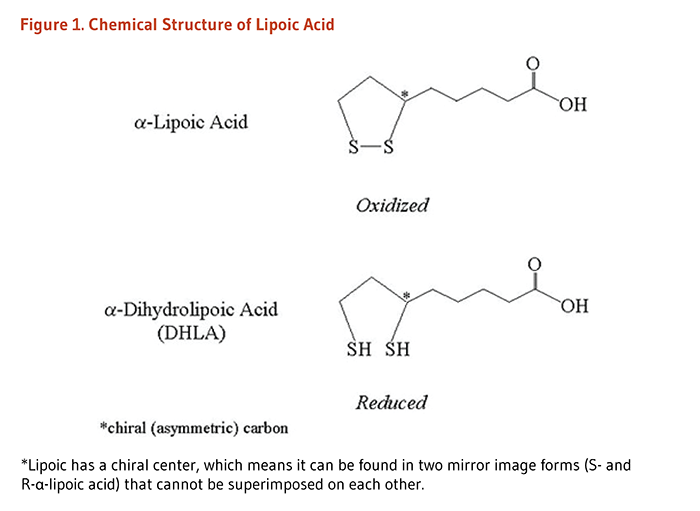 Figure 1. Chemical Structure of Lipoic Acid
O
*
OH
α-Lipoic Acid
S—S
Oxidized
O
*
OH
α-Dihydrolipoic Acid
(DHLA)
SH SH
Reduced
*chiral (asymmetric) carbon
*Lipoic has a chiral center, which means it can be found in two mirror image forms (S- and
R-α-lipoic acid) that cannot be superimposed on each other.